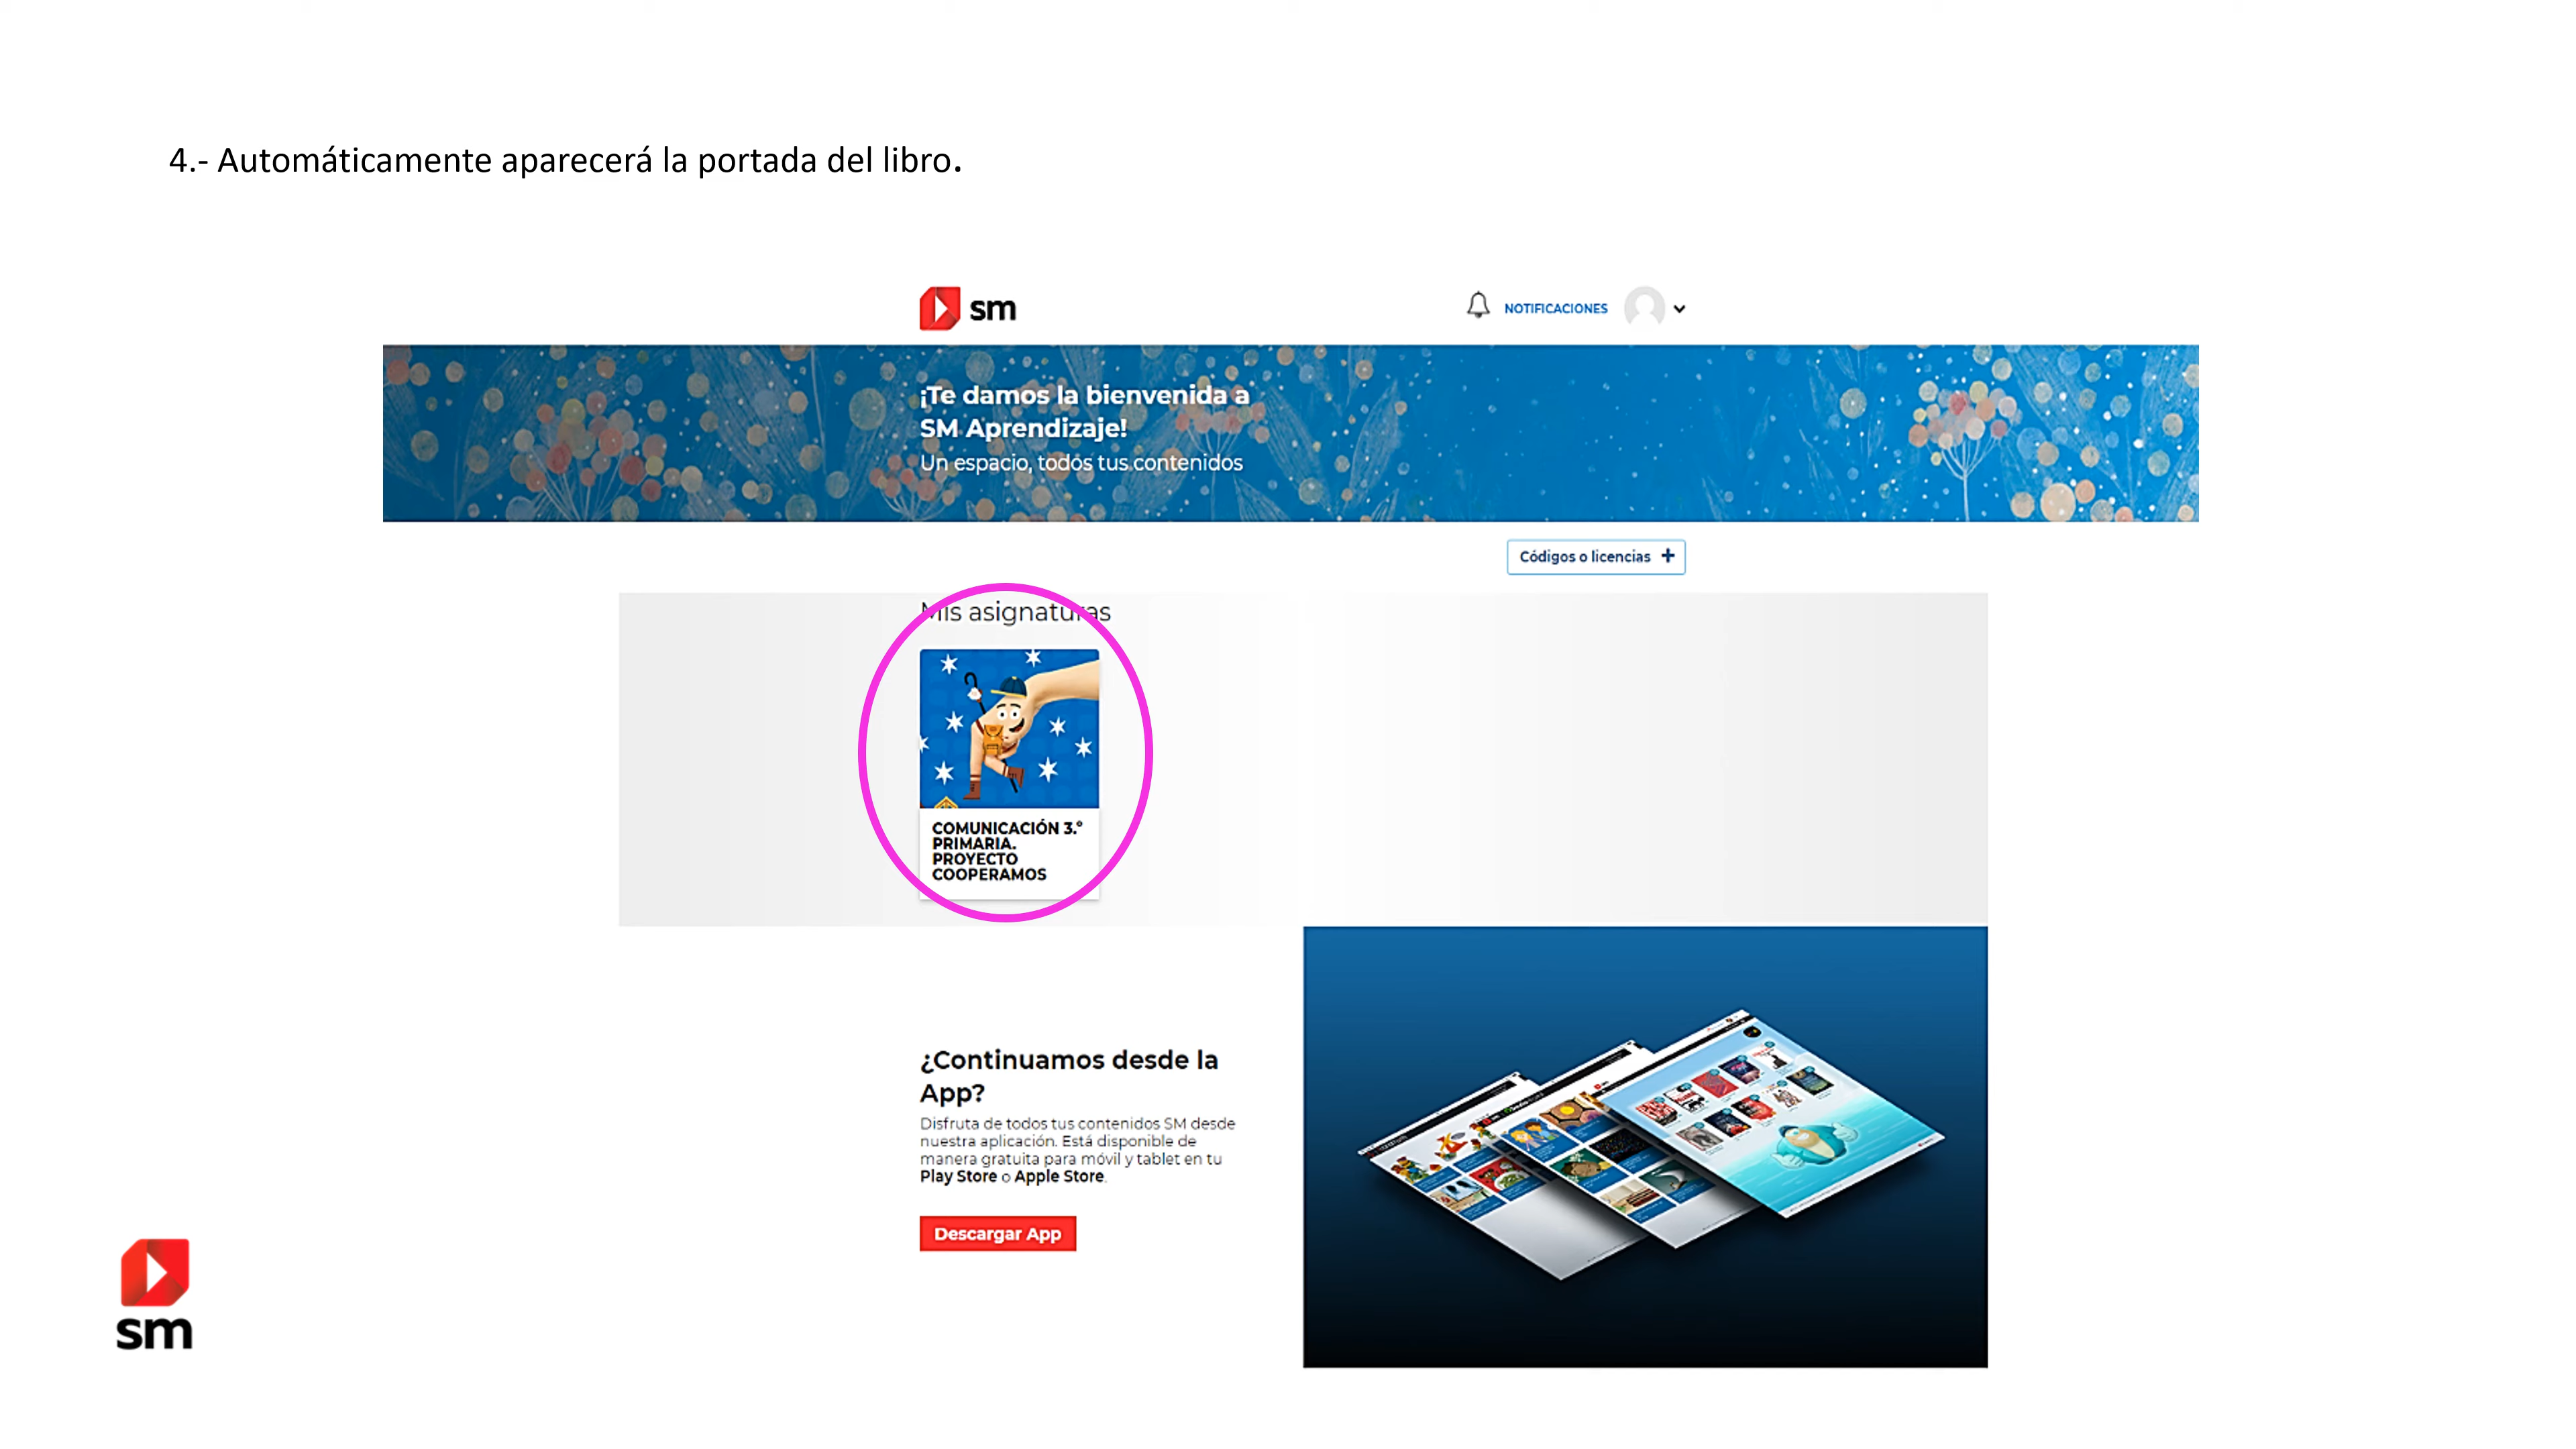 4.- Automáticamente aparecerá la portada del libro.
sm
NOTIFICACIONES
¡Te damos la bienvenida a
SM Aprendizaje!
Un espacio, todos tus contenidos
Códigos o licencias +
Mis asignaturas
COMUNICACIÓN 3.º
PRIMARIA.
PROYECTO
COOPERAMOS
¿Continuamos desde la
App?
Disfruta de todos tus contenidos SM desde
nuestra aplicación. Está disponible de
manera gratuita para móvil y tablet en tu
Play Store o Apple Store.
Descargar App
sm